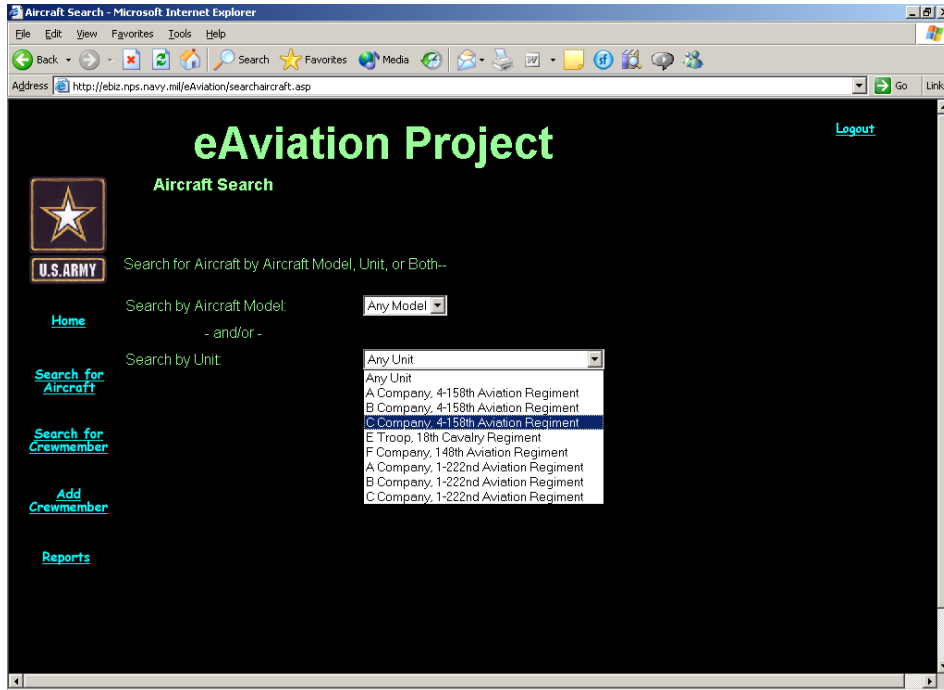 Aircraft Search - Microsoft Internet Explorer
File Edit View Favorites Tools Help
Back Search Favorites Media
Address http://ebiz.nps.navy.mil/eAviation/searchaircraft.asp Go Link
eAviation Project
Logout
Aircraft Search
U.S.ARMY
Search for Aircraft by Aircraft Model, Unit, or Both--
Search by Aircraft Model: Any Model
- and/or -
Search by Unit: Any Unit
Any Unit
A Company, 4-158th Aviation Regiment
B Company, 4-158th Aviation Regiment
C Company, 4-158th Aviation Regiment
E Troop, 18th Cavalry Regiment
F Company, 148th Aviation Regiment
A Company, 1-222nd Aviation Regiment
B Company, 1-222nd Aviation Regiment
C Company, 1-222nd Aviation Regiment
Home
Search for
Aircraft
Search for
Crewmember
Add
Crewmember
Reports